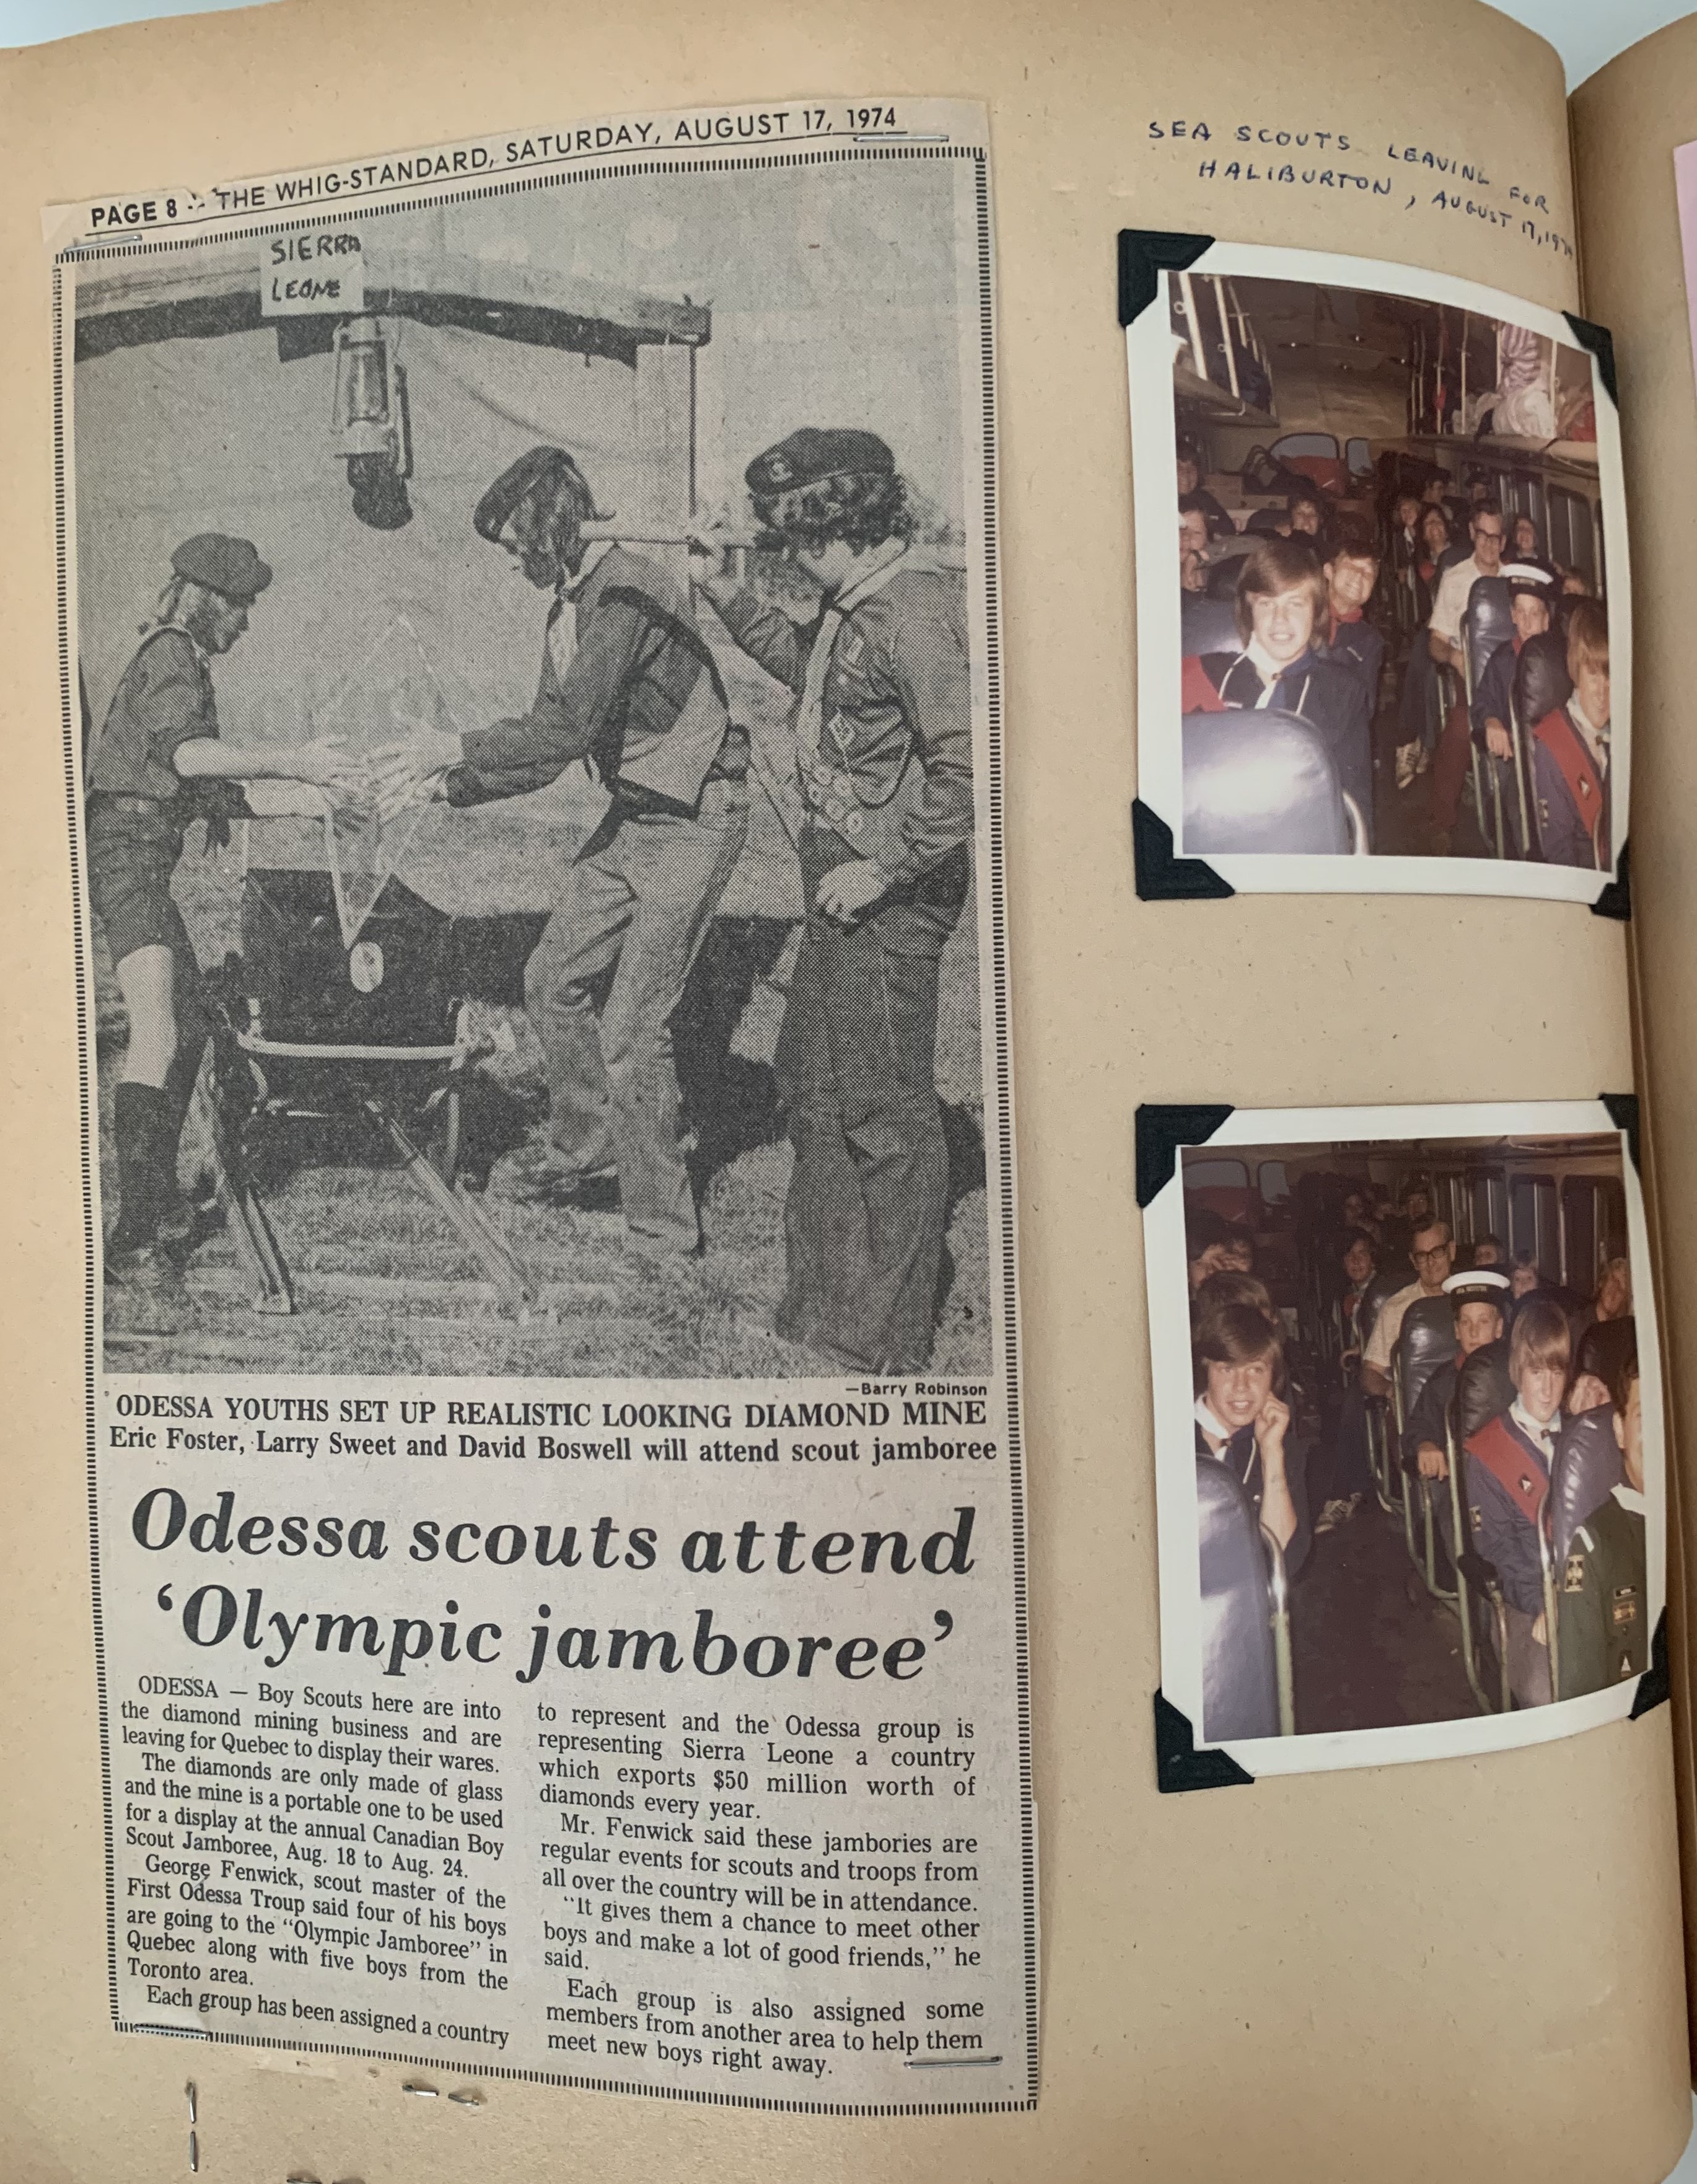 PAGE 8 -- THE WHIG-STANDARD, SATURDAY, AUGUST 17, 1974
SIERRA
LEONE
—Barry Robinson
ODESSA YOUTHS SET UP REALISTIC LOOKING DIAMOND MINE
Eric Foster, Larry Sweet and David Boswell will attend scout jamboree
Odessa scouts attend
‘Olympic jamboree’
ODESSA — Boy Scouts here are into
the diamond mining business and are
leaving for Quebec to display their wares.
The diamonds are only made of glass
and the mine is a portable one to be used
for a display at the annual Canadian Boy
Scout Jamboree, Aug. 18 to Aug. 24.
George Fenwick, scout master of the
First Odessa Troup said four of his boys
are going to the “Olympic Jamboree” in
Quebec along with five boys from the
Toronto area.
Each group has been assigned a country
to represent and the Odessa group is
representing Sierra Leone a country
which exports $50 million worth of
diamonds every year.
Mr. Fenwick said these jambories are
regular events for scouts and troops from
all over the country will be in attendance.
“It gives them a chance to meet other
boys and make a lot of good friends,” he
said.
Each group is also assigned some
members from another area to help them
meet new boys right away.
SEA SCOUTS LEAVING FOR
HALIBURTON, AUGUST 17, 1974